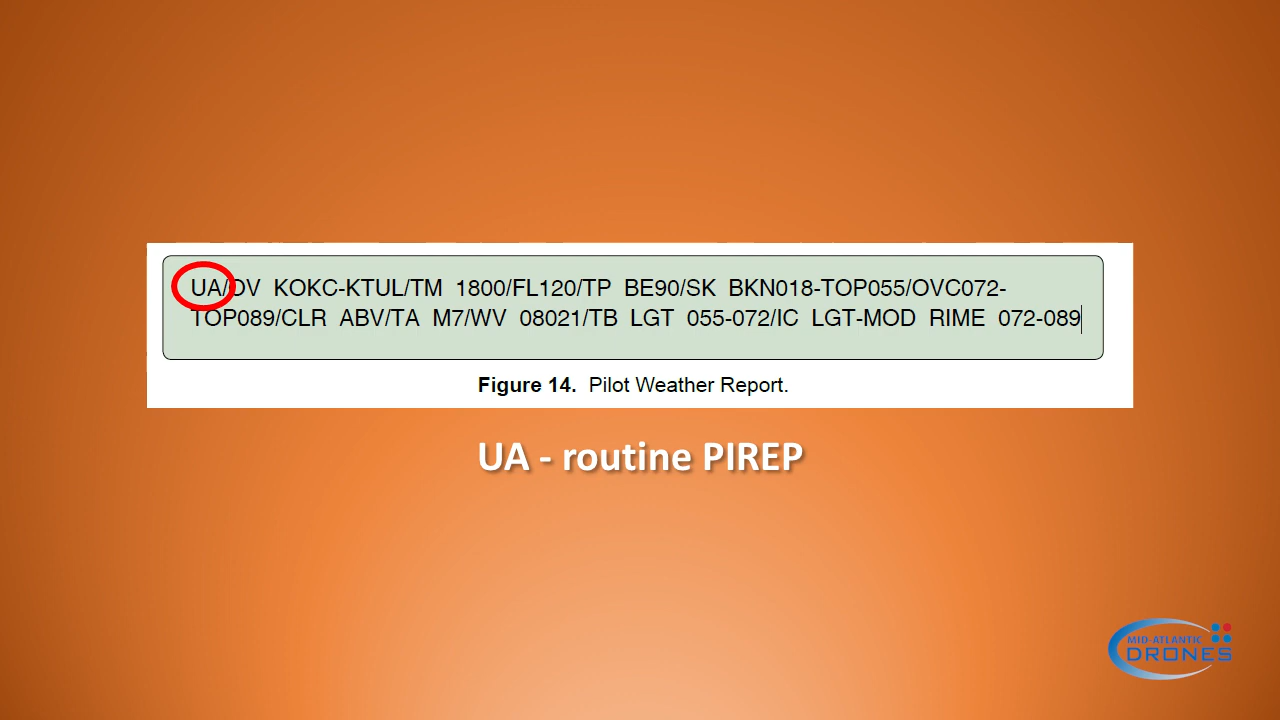 UA/OV KOKC-KTUL/TM 1800/FL120/TP BE90/SK BKN018-TOP055/OVC072-
TOP089/CLR ABV/TA M7/WV 08021/TB LGT 055-072/IC LGT-MOD RIME 072-089
Figure 14. Pilot Weather Report.
UA - routine PIREP
MID-ATLANTIC
DRONES